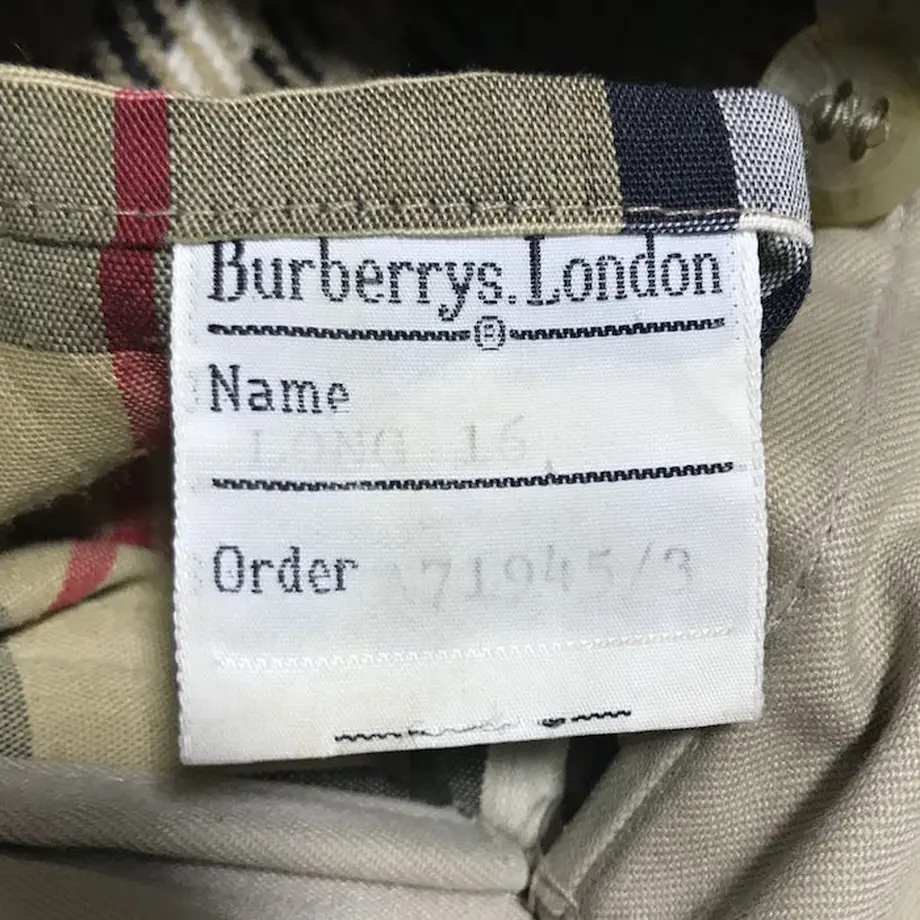 Burberrys. London
®
Name
LONG 16
Order
71945/3